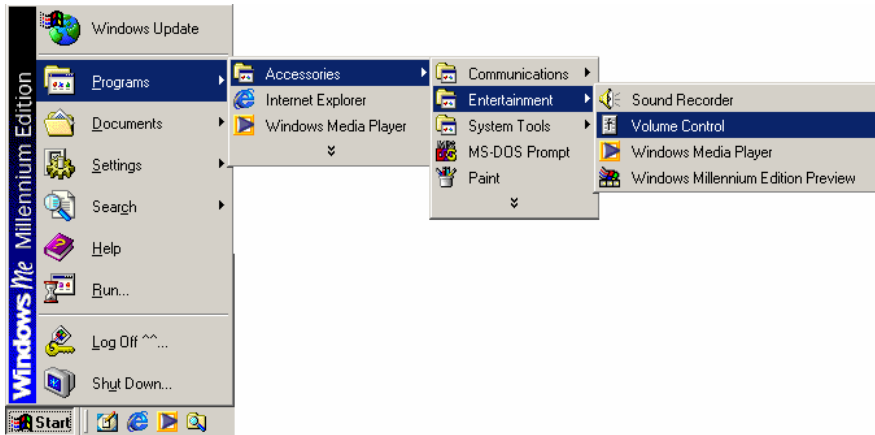 Windows Me Millennium Edition
Windows Update
Programs
Documents
Settings
Search
Help
Run...
Log Off ^^...
Shut Down...
Accessories
Internet Explorer
Windows Media Player
Communications
Entertainment
System Tools
MS-DOS Prompt
Paint
Sound Recorder
Volume Control
Windows Media Player
Windows Millennium Edition Preview
Start